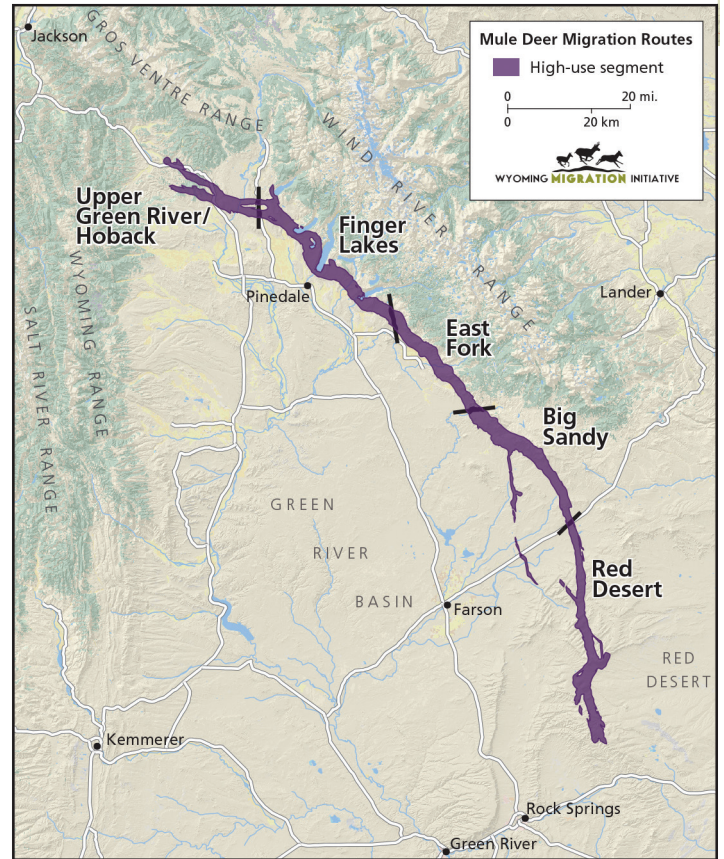 Jackson
GROS VENTRE RANGE
Mule Deer Migration Routes
High-use segment
0 20 mi.
0 20 km
WYOMING MIGRATION INITIATIVE
WIND RIVER RANGE
Upper
Green River/
Hoback
Finger
Lakes
Pinedale
Lander
WYOMING RANGE
SALT RIVER RANGE
East
Fork
Big
Sandy
GREEN
RIVER
BASIN
Red
Desert
Farson
RED
DESERT
Kemmerer
Rock Springs
Green River